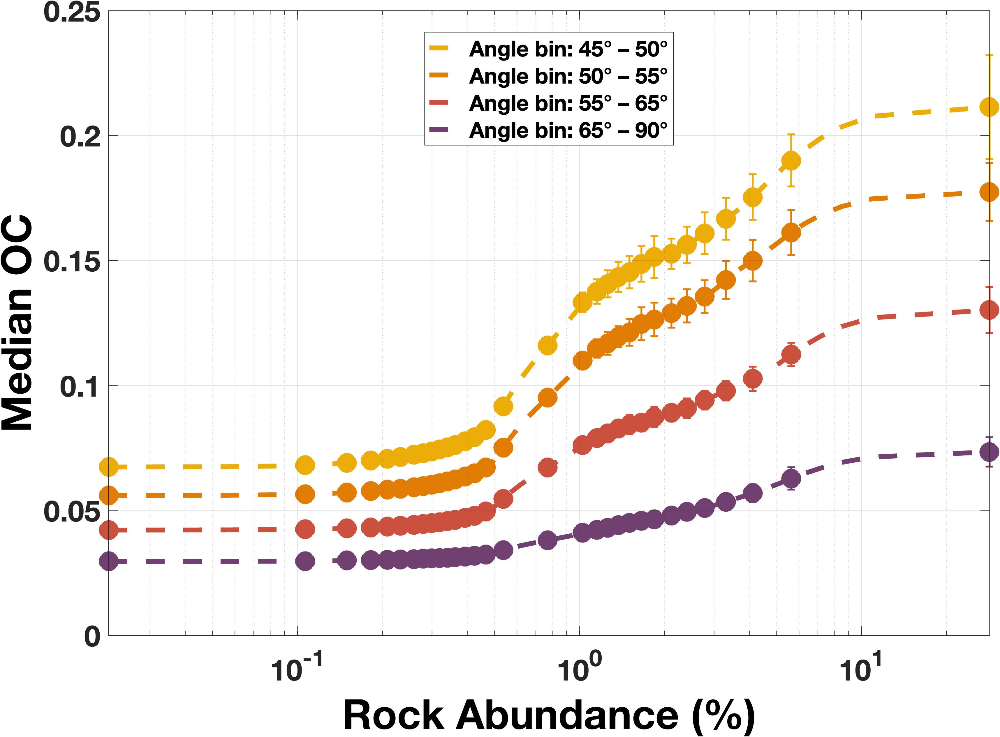 0.25
0.2
0.15
0.1
0.05
0
Median OC
Angle bin: 45° – 50°
Angle bin: 50° – 55°
Angle bin: 55° – 65°
Angle bin: 65° – 90°
10⁻¹ 10⁰ 10¹
Rock Abundance (%)